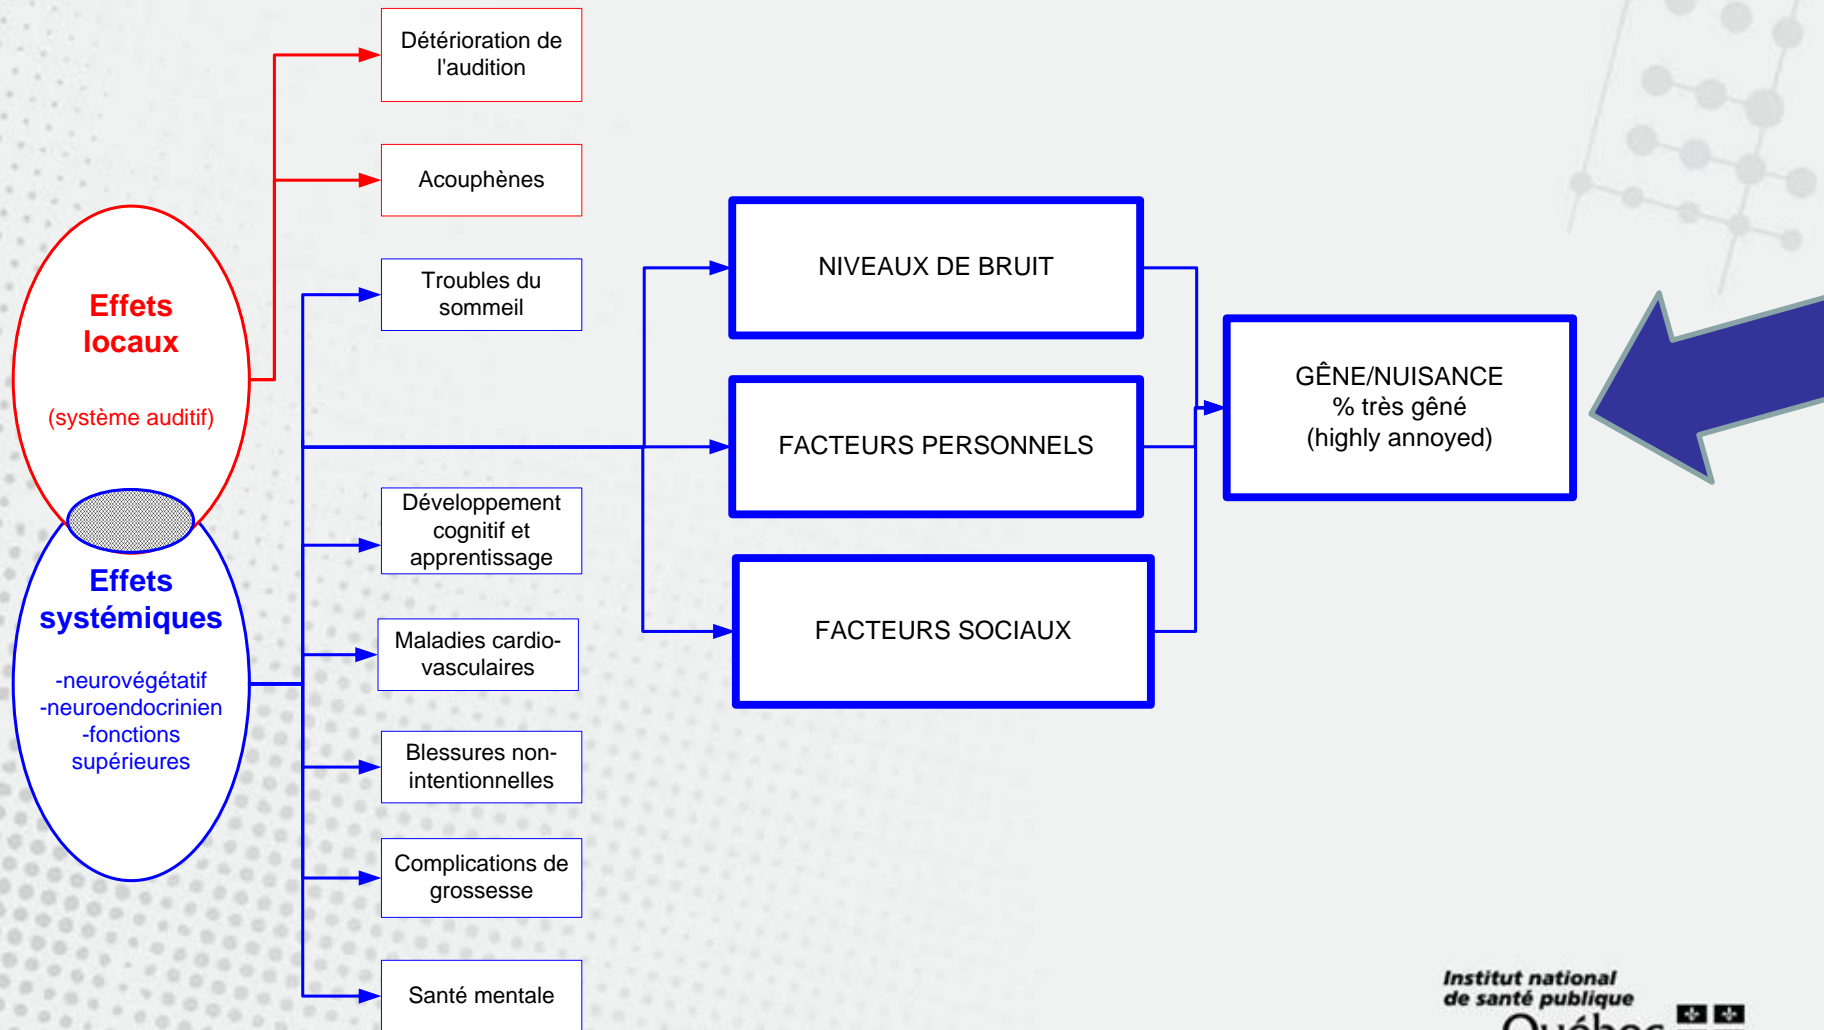 Détérioration de
l'audition
Acouphènes
Troubles du
sommeil
Effets
locaux
(système auditif)
Développement
cognitif et
apprentissage
Effets
systémiques
-neurovégétatif
-neuroendocrinien
-fonctions
supérieures
Maladies cardio-
vasculaires
Blessures non-
intentionnelles
Complications de
grossesse
Santé mentale
NIVEAUX DE BRUIT
FACTEURS PERSONNELS
FACTEURS SOCIAUX
GÊNE/NUISANCE
% très gêné
(highly annoyed)
Institut national
de santé publique
Québec